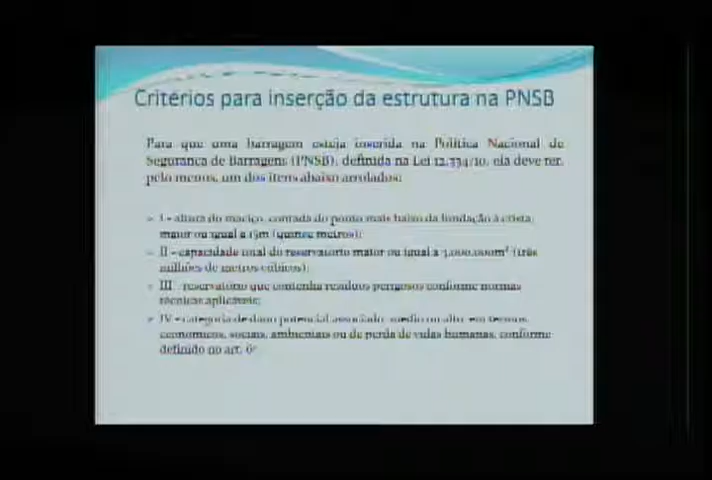 Critérios para inserção da estrutura na PNSB
Para que uma barragem esteja inserida na Política Nacional de
Segurança de Barragens (PNSB), definida na Lei 12.334/10, ela deve ter,
pelo menos, um dos itens abaixo arrolados:
I - altura do maciço, contada do ponto mais baixo da fundação à crista,
maior ou igual a 15m (quinze metros);
II - capacidade total do reservatório maior ou igual a 3.000.000m³ (três
milhões de metros cúbicos);
III - reservatório que contenha resíduos perigosos conforme normas
técnicas aplicáveis;
IV - categoria de dano potencial associado, médio ou alto, em termos
econômicos, sociais, ambientais ou de perda de vidas humanas, conforme
definido no art. 6º